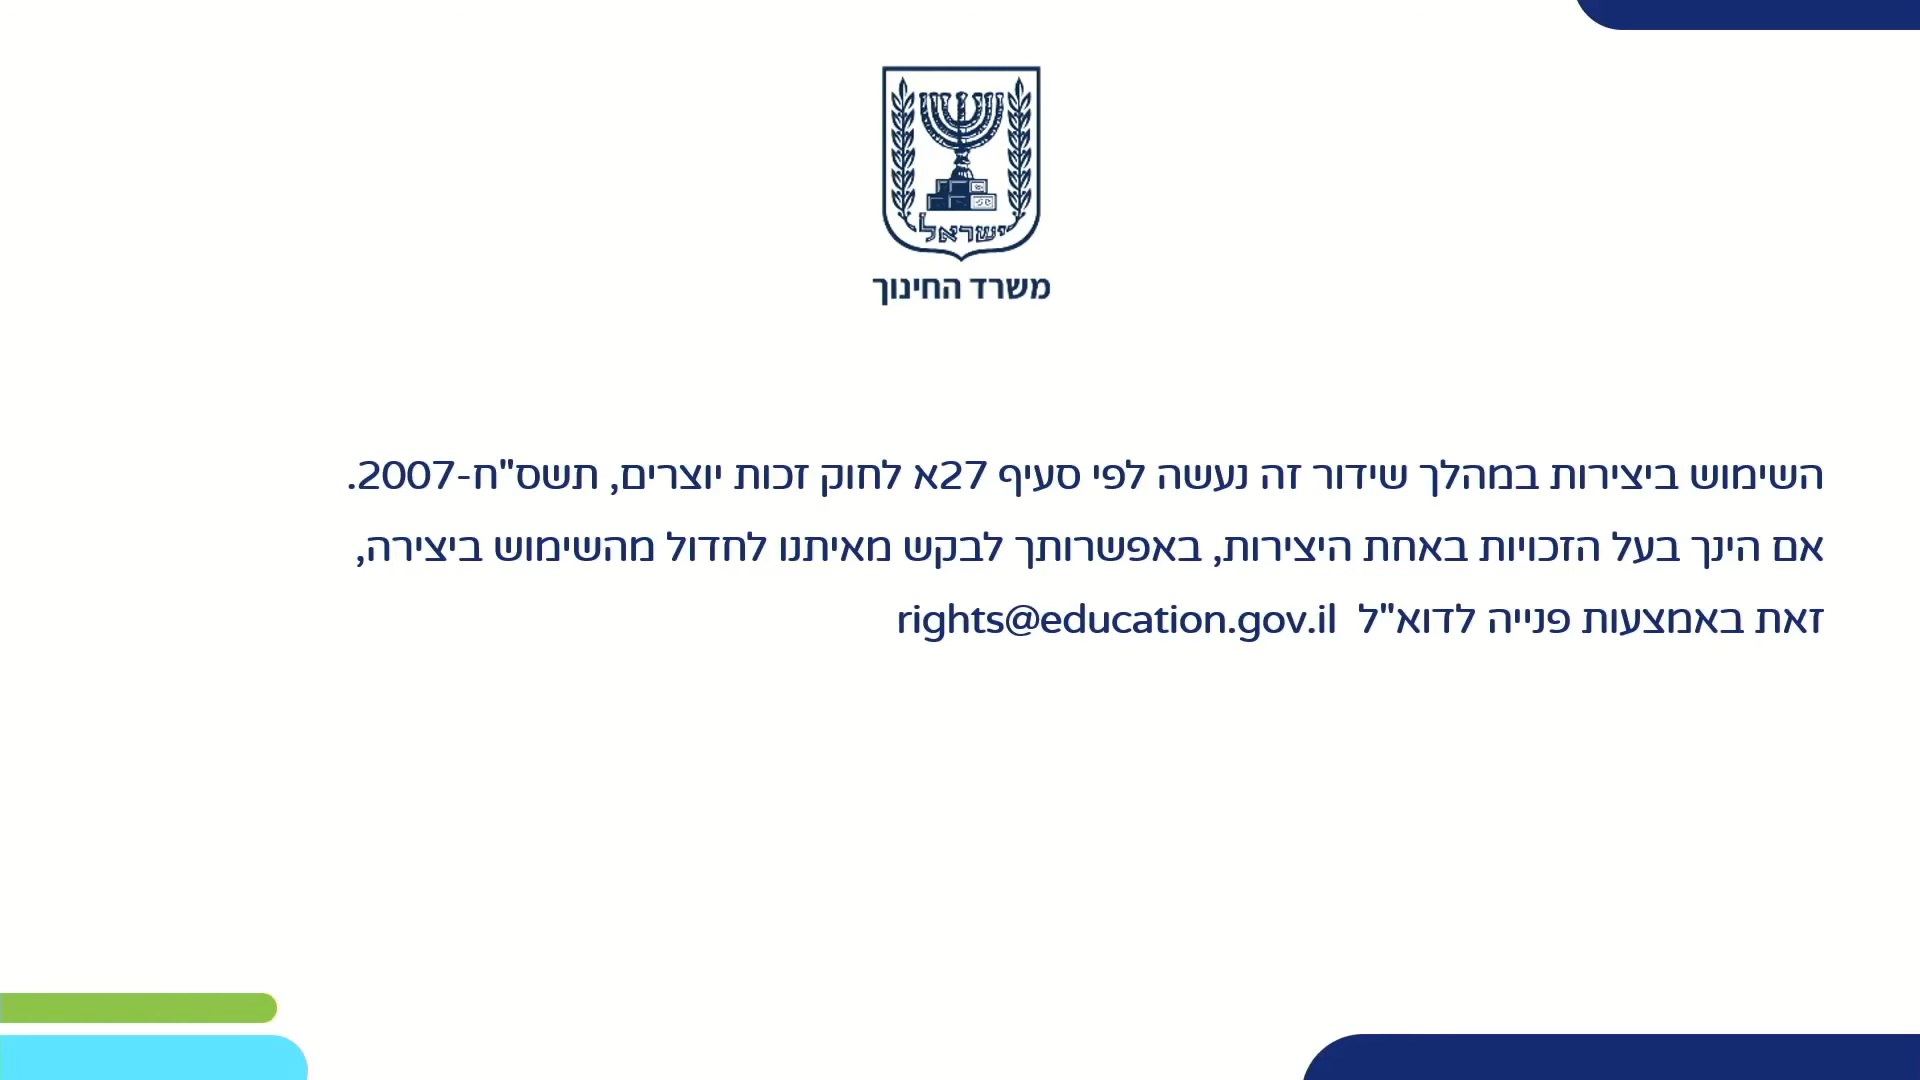 ישראל
משרד החינוך
השימוש ביצירות במהלך שידור זה נעשה לפי סעיף 27א לחוק זכות יוצרים, תשס"ח-2007.
אם הינך בעל הזכויות באחת היצירות, באפשרותך לבקש מאיתנו לחדול מהשימוש ביצירה,
זאת באמצעות פנייה לדוא"ל rights@education.gov.il